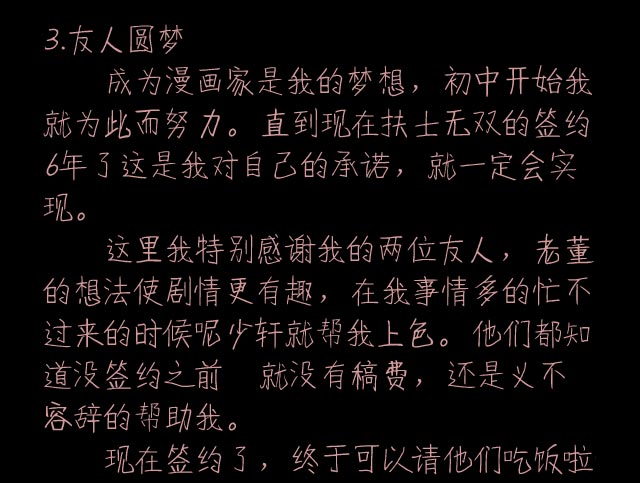 3.友人圆梦
成为漫画家是我的梦想，初中开始我
就为此而努力。直到现在扶士无双的签约
6年了这是我对自己的承诺，就一定会实
现。
这里我特别感谢我的两位友人，老董
的想法使剧情更有趣，在我事情多的忙不
过来的时候呢少轩就帮我上色。他们都知
道没签约之前 就没有稿费，还是义不
容辞的帮助我。
现在签约了，终于可以请他们吃饭啦